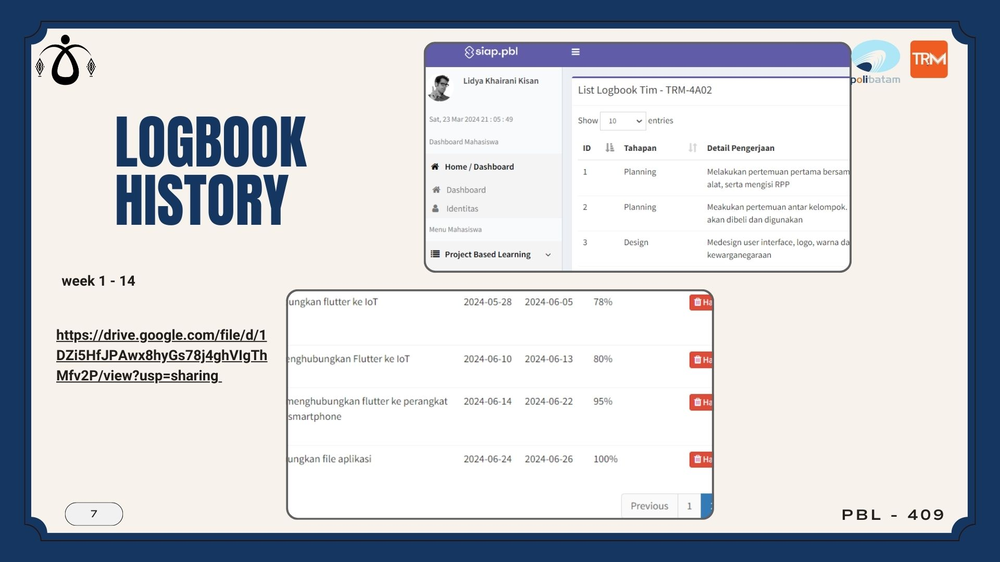 siap.pbl
polibatam
TRM
Lidya Khairani Kisan
Sat, 23 Mar 2024 21 : 05 : 49
Dashboard Mahasiswa
Home / Dashboard
Dashboard
Identitas
Menu Mahasiswa
Project Based Learning
List Logbook Tim - TRM-4A02
Show 10 entries
ID Tahapan Detail Pengerjaan
1 Planning Melakukan pertemuan pertama bersam
alat, serta mengisi RPP
2 Planning Meakukan pertemuan antar kelompok.
akan dibeli dan digunakan
3 Design Medesign user interface, logo, warna da
kewarganegaraan
LOGBOOK
HISTORY
week 1 - 14
https://drive.google.com/file/d/1
DZi5HfJPAwx8hyGs78j4ghVIgTh
Mfv2P/view?usp=sharing
ungkan flutter ke IoT 2024-05-28 2024-06-05 78% Ha
enghubungkan Flutter ke IoT 2024-06-10 2024-06-13 80% Ha
menghubungkan flutter ke perangkat 2024-06-14 2024-06-22 95% Ha
smartphone
ungkan file aplikasi 2024-06-24 2024-06-26 100% Ha
Previous 1
7
PBL - 409